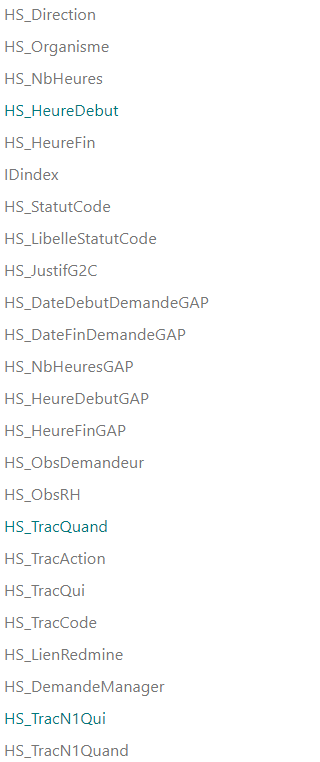 HS_Direction
HS_Organisme
HS_NbHeures
HS_HeureDebut
HS_HeureFin
IDindex
HS_StatutCode
HS_LibelleStatutCode
HS_JustifG2C
HS_DateDebutDemandeGAP
HS_DateFinDemandeGAP
HS_NbHeuresGAP
HS_HeureDebutGAP
HS_HeureFinGAP
HS_ObsDemandeur
HS_ObsRH
HS_TracQuand
HS_TracAction
HS_TracQui
HS_TracCode
HS_LienRedmine
HS_DemandeManager
HS_TracN1Qui
HS_TracN1Quand